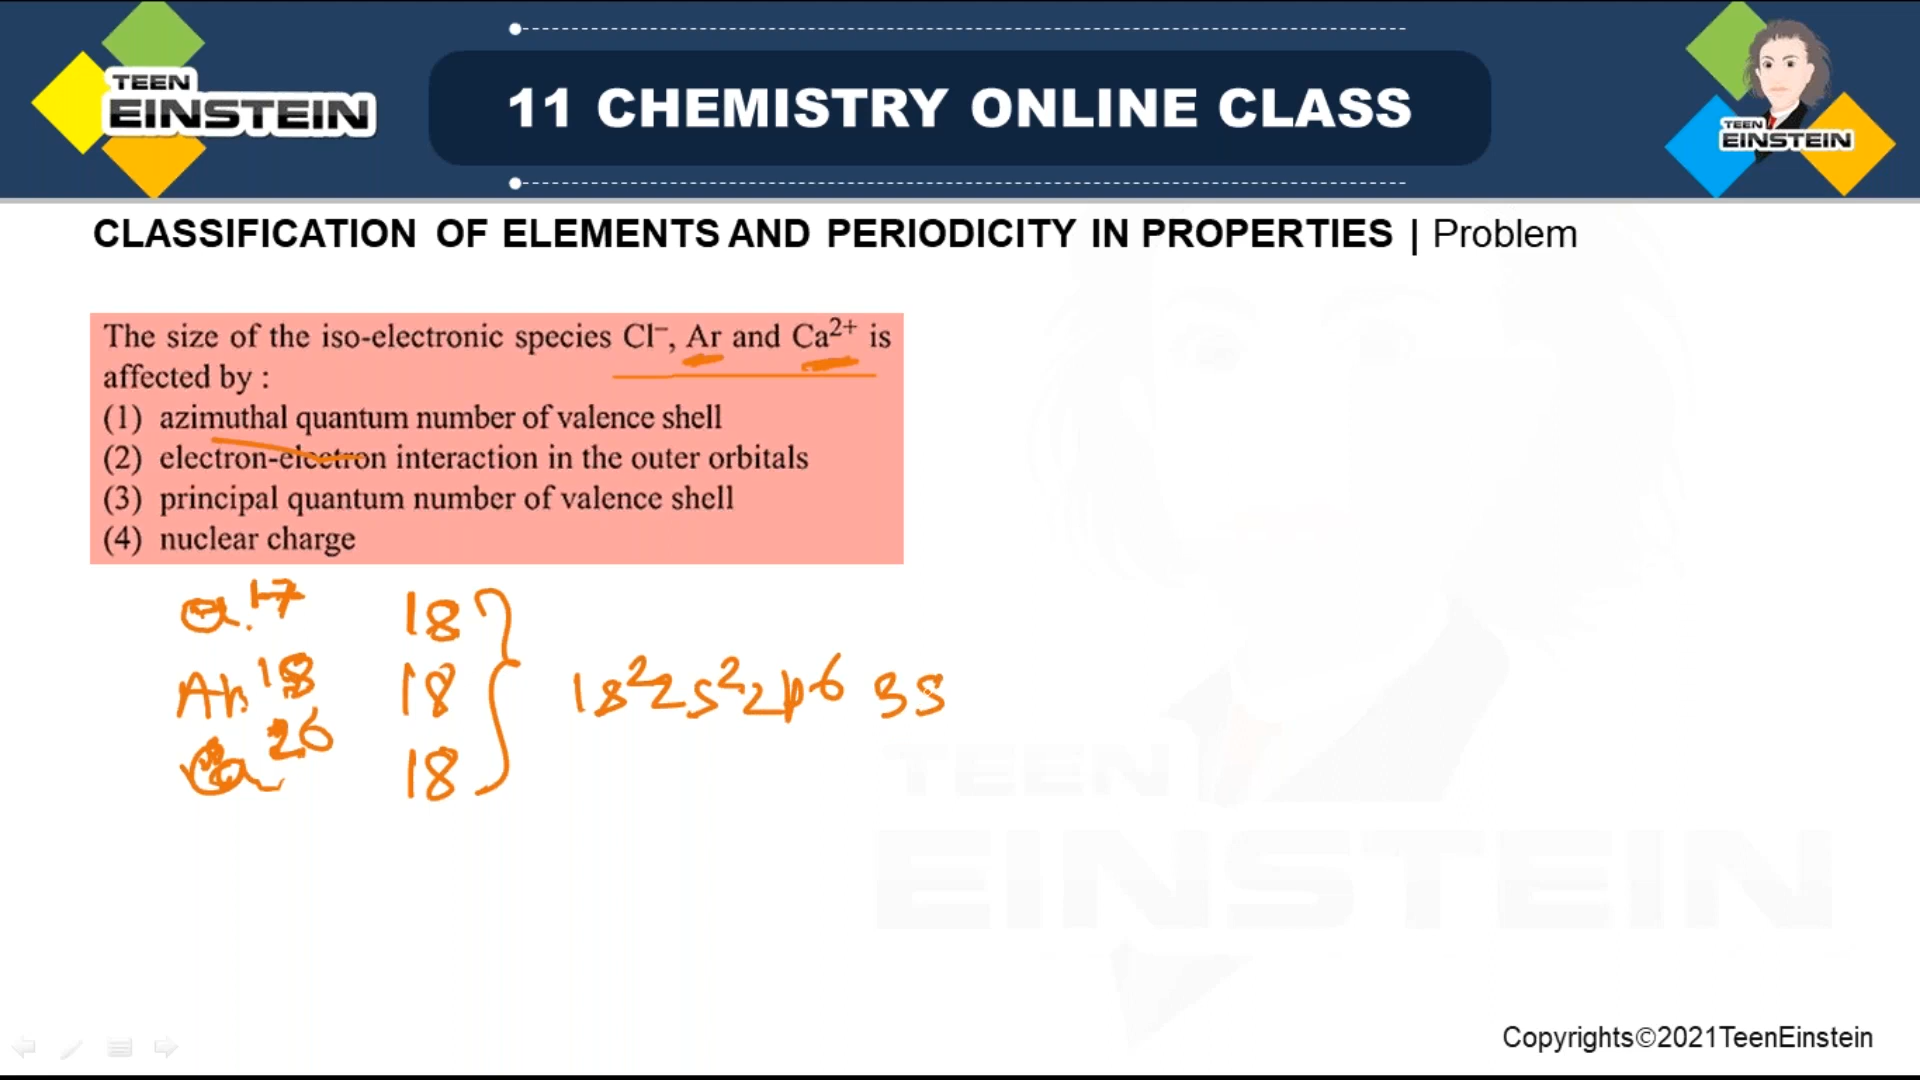 TEEN
EINSTEIN
11 CHEMISTRY ONLINE CLASS
TEEN
EINSTEIN
CLASSIFICATION OF ELEMENTS AND PERIODICITY IN PROPERTIES | Problem
The size of the iso-electronic species Cl⁻, Ar and Ca²⁺ is
affected by :
(1) azimuthal quantum number of valence shell
(2) electron-electron interaction in the outer orbitals
(3) principal quantum number of valence shell
(4) nuclear charge
17 18
Ar 18 18
Ca 20 18
1s² 2s² 2p⁶ 3s
TEEN
EINSTEIN
Copyrights©2021TeenEinstein